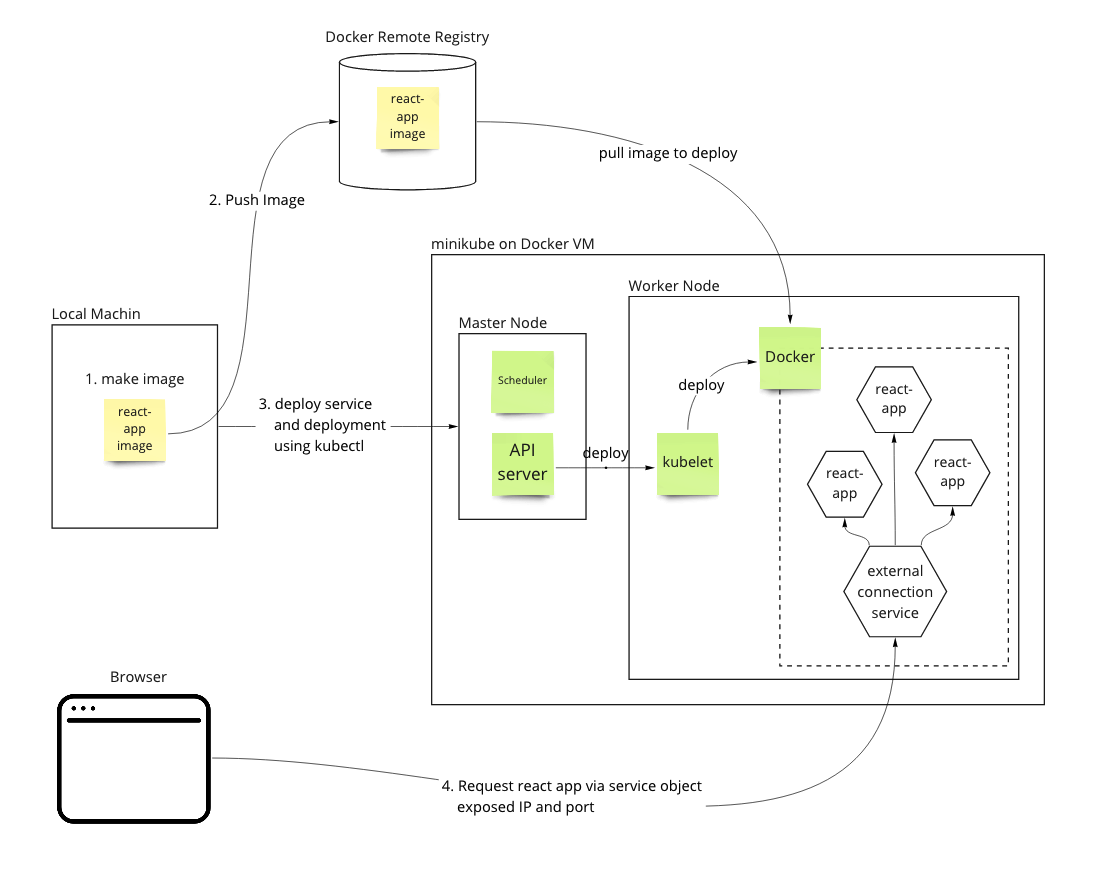 Docker Remote Registry
react-
app
image
pull image to deploy
2. Push Image
minikube on Docker VM
Worker Node
Local Machin
Master Node
1. make image
react-
app
image
3. deploy service
and deployment
using kubectl
Scheduler
API
server
deploy
kubelet
deploy
Docker
react-
app
react-
app
react-
app
external
connection
service
Browser
4. Request react app via service object
exposed IP and port